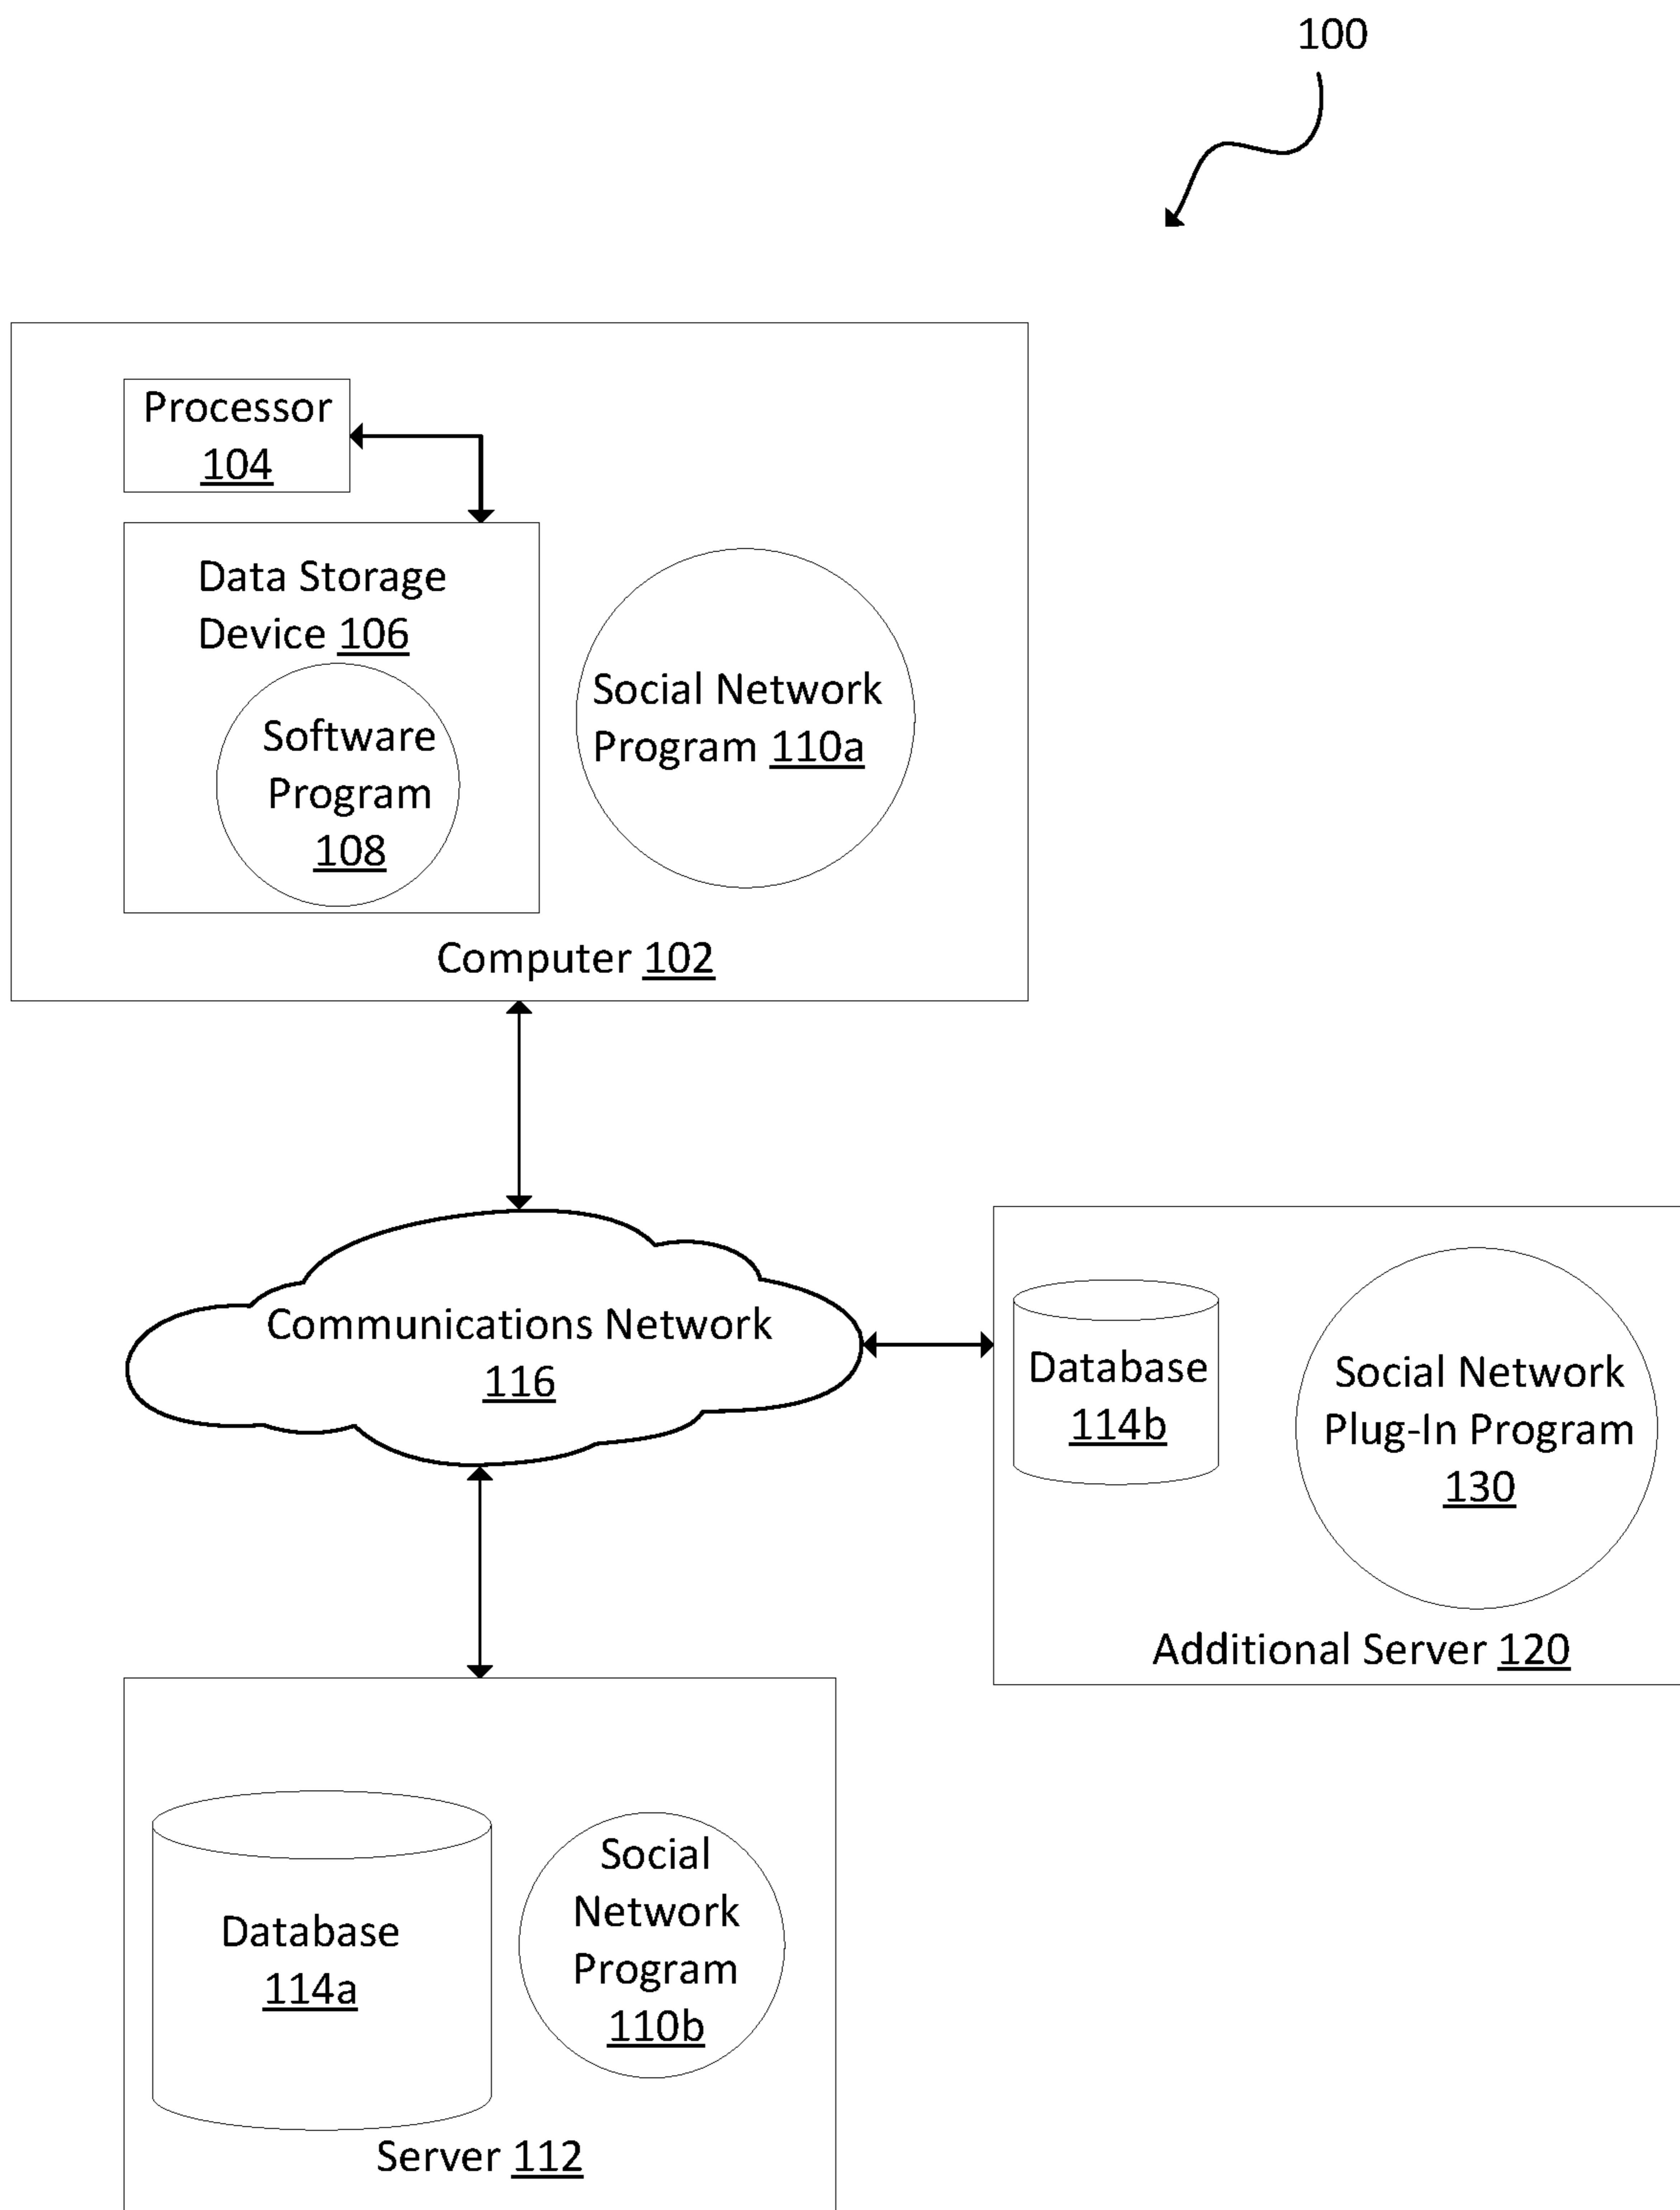 100
Processor
104
Data Storage
Device 106
Software
Program
108
Social Network
Program 110a
Computer 102
Communications Network
116
Database
114b
Social Network
Plug-In Program
130
Additional Server 120
Database
114a
Social
Network
Program
110b
Server 112